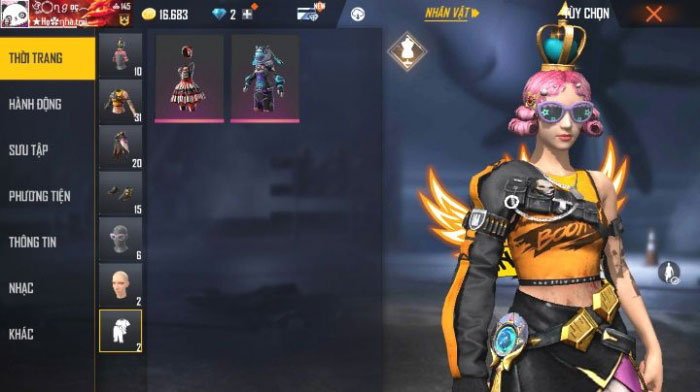 145
16.683
2
NHÂN VẬT
TÙY CHỌN
THỜI TRANG
10
HÀNH ĐỘNG
31
SƯU TẬP
20
PHƯƠNG TIỆN
15
THÔNG TIN
6
NHẠC
2
KHÁC
2
BOOM